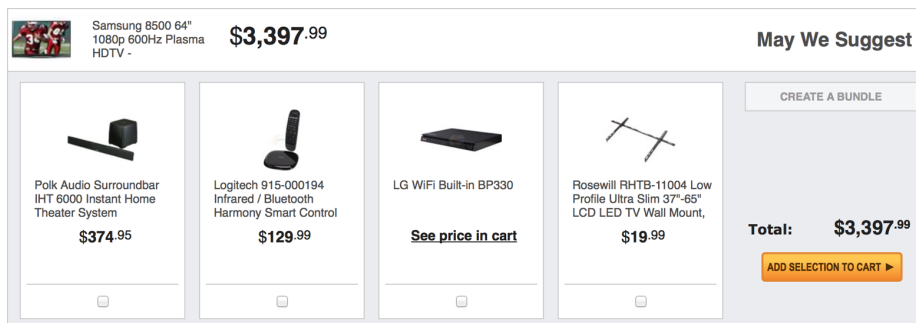 Samsung 8500 64"
1080p 600Hz Plasma
HDTV -
$3,397.99
May We Suggest
Polk Audio Surroundbar
IHT 6000 Instant Home
Theater System
$374.95
Logitech 915-000194
Infrared / Bluetooth
Harmony Smart Control
$129.99
LG WiFi Built-in BP330
See price in cart
Rosewill RHTB-11004 Low
Profile Ultra Slim 37"-65"
LCD LED TV Wall Mount,
$19.99
CREATE A BUNDLE
Total: $3,397.99
ADD SELECTION TO CART ►